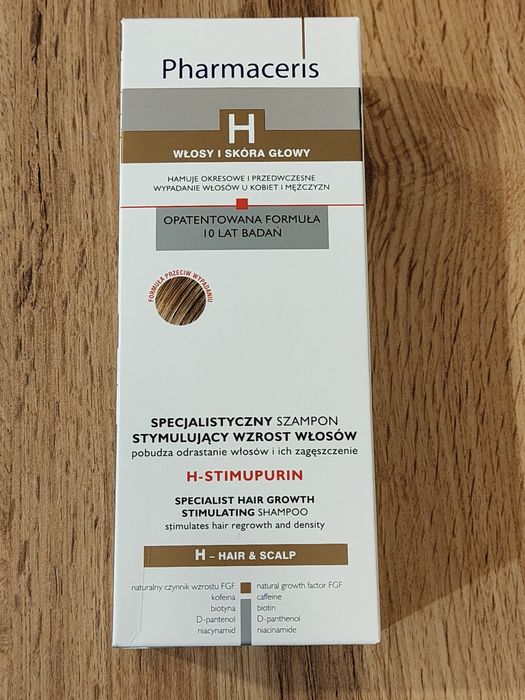 Pharmaceris
H
WŁOSY I SKÓRA GŁOWY
HAMUJE OKRESOWE I PRZEDWCZESNE
WYPADANIE WŁOSÓW U KOBIET I MĘŻCZYZN
OPATENTOWANA FORMUŁA
10 LAT BADAŃ
FORMUŁA PRZECIW WYPADANIU
SPECJALISTYCZNY SZAMPON
STYMULUJĄCY WZROST WŁOSÓW
pobudza odrastanie włosów i ich zagęszczenie
H-STIMUPURIN
SPECIALIST HAIR GROWTH
STIMULATING SHAMPOO
stimulates hair regrowth and density
H – HAIR & SCALP
naturalny czynnik wzrostu FGF
kofeina
biotyna
D-pantenol
niacynamid
natural growth factor FGF
caffeine
biotin
D-panthenol
niacinamide